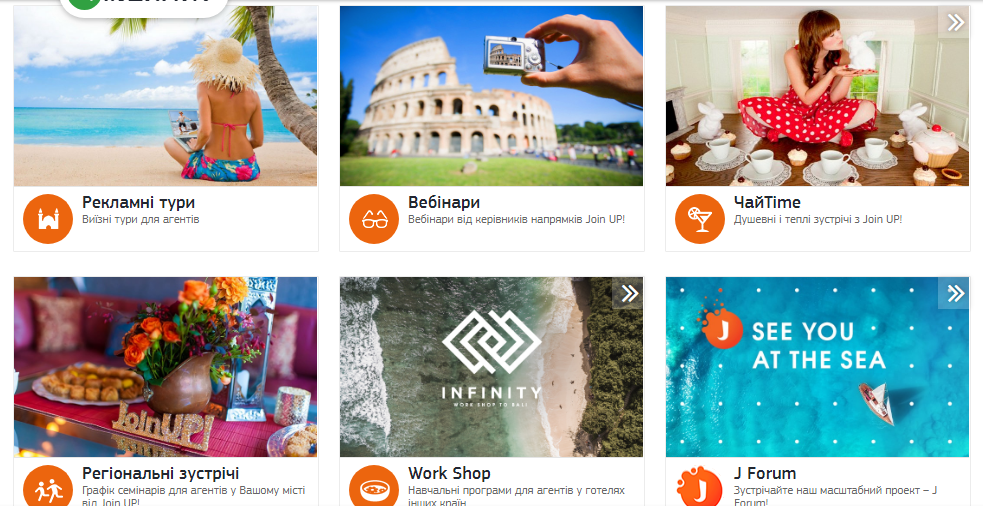 Рекламні тури
Виїзні тури для агентів
Вебінари
Вебінари від керівників напрямків Join UP!
ЧайTime
Душевні і теплі зустрічі з Join UP!
JoinUP!
INFINITY
WORK SHOP TO BALI
J SEE YOU
AT THE SEA
Регіональні зустрічі
Графік семінарів для агентів у Вашому місті
від Join UP!
Work Shop
Навчальні програми для агентів у готелях
інших країн
J
J Forum
Зустрічайте наш масштабний проект – J
Forum!